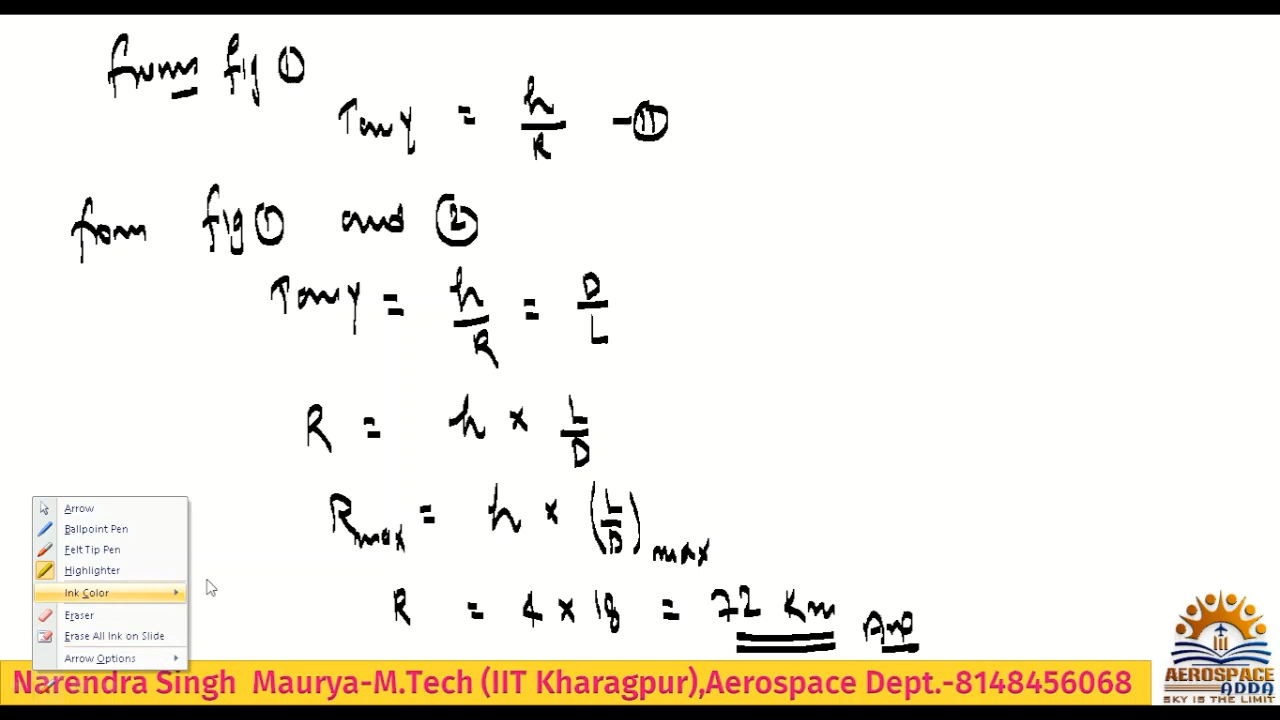 from fig ①
Tan γ = h/R - ⑪
from fig ① and ②
Tan γ = h/R = D/L
R = h × L/D
Rmax = h × (L/D)max
R = 4 × 18 = 72 Km Ans
Arrow
Ballpoint Pen
Felt Tip Pen
Highlighter
Ink Color
Eraser
Erase All Ink on Slide
Arrow Options
Narendra Singh Maurya-M.Tech (IIT Kharagpur),Aerospace Dept.-8148456068
AEROSPACE
ADDA
SKY IS THE LIMIT